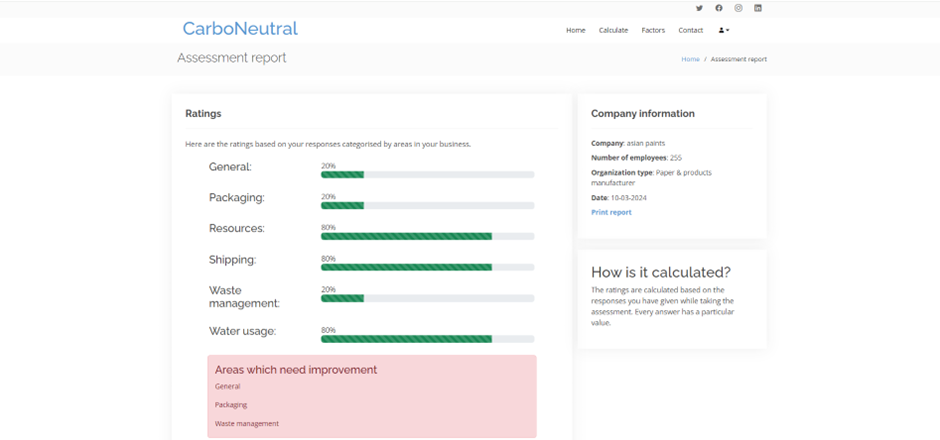 CarboNeutral
Home Calculate Factors Contact
Assessment report
Home / Assessment report
Ratings
Here are the ratings based on your responses categorised by areas in your business.
General:
20%
Packaging:
20%
Resources:
80%
Shipping:
80%
Waste
management:
20%
Water usage:
80%
Areas which need improvement
General
Packaging
Waste management
Company information
Company: asian paints
Number of employees: 255
Organization type: Paper & products
manufacturer
Date: 10-03-2024
Print report
How is it calculated?
The ratings are calculated based on the
responses you have given while taking the
assessment. Every answer has a particular
value.